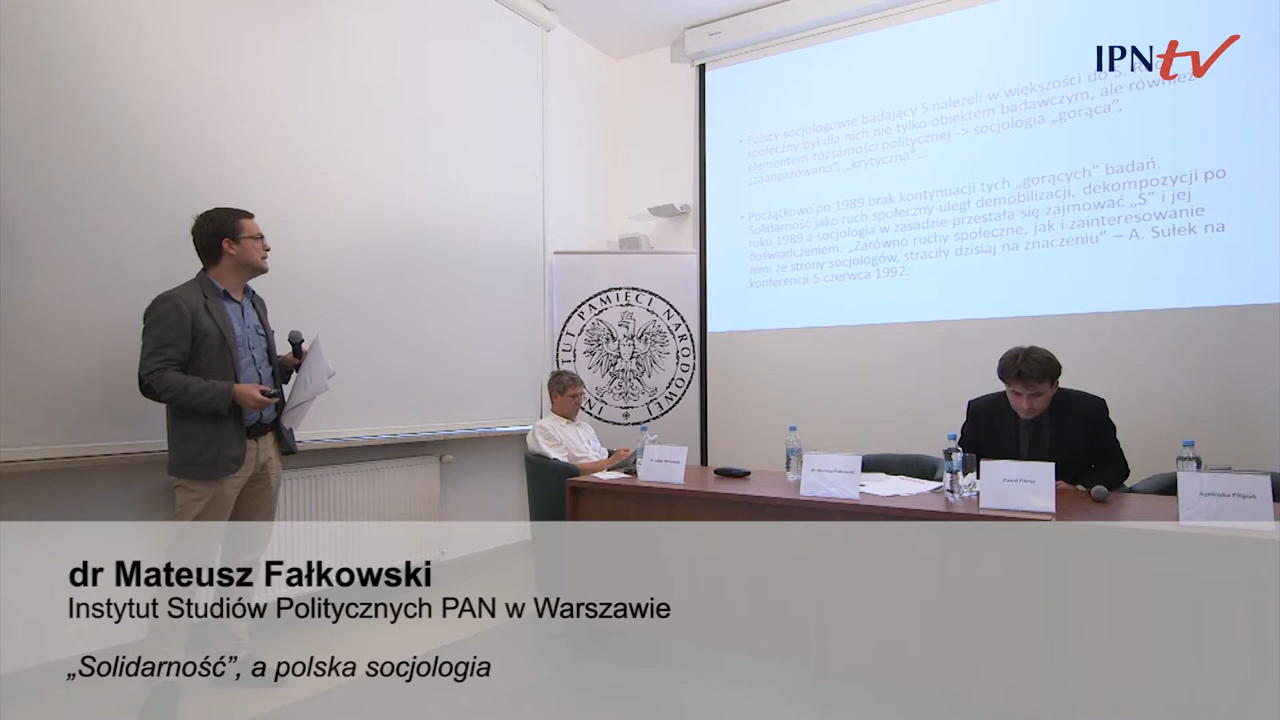 IPNtv
• Polscy socjologowie badający S należeli w większości do S. Ruch
społeczny był dla nich nie tylko obiektem badawczym, ale również
elementem tożsamości politycznej -> socjologia „gorąca”,
„zaangażowana”, „krytyczna”...
• Początkowo po 1989 brak kontynuacji tych „gorących” badań.
Solidarność jako ruch społeczny uległ demobilizacji, dekompozycji po
roku 1989 a socjologia w zasadzie przestała się zajmować „S” i jej
doświadczeniem. „Zarówno ruchy społeczne, jak i zainteresowanie
nimi ze strony socjologów, straciły dzisiaj na znaczeniu” – A. Sułek na
konferencji 5 czerwca 1992.
INSTYTUT PAMIĘCI NARODOWEJ
dr Mateusz Fałkowski
Agnieszka Filipiak
dr Mateusz Fałkowski
Instytut Studiów Politycznych PAN w Warszawie
„Solidarność”, a polska socjologia